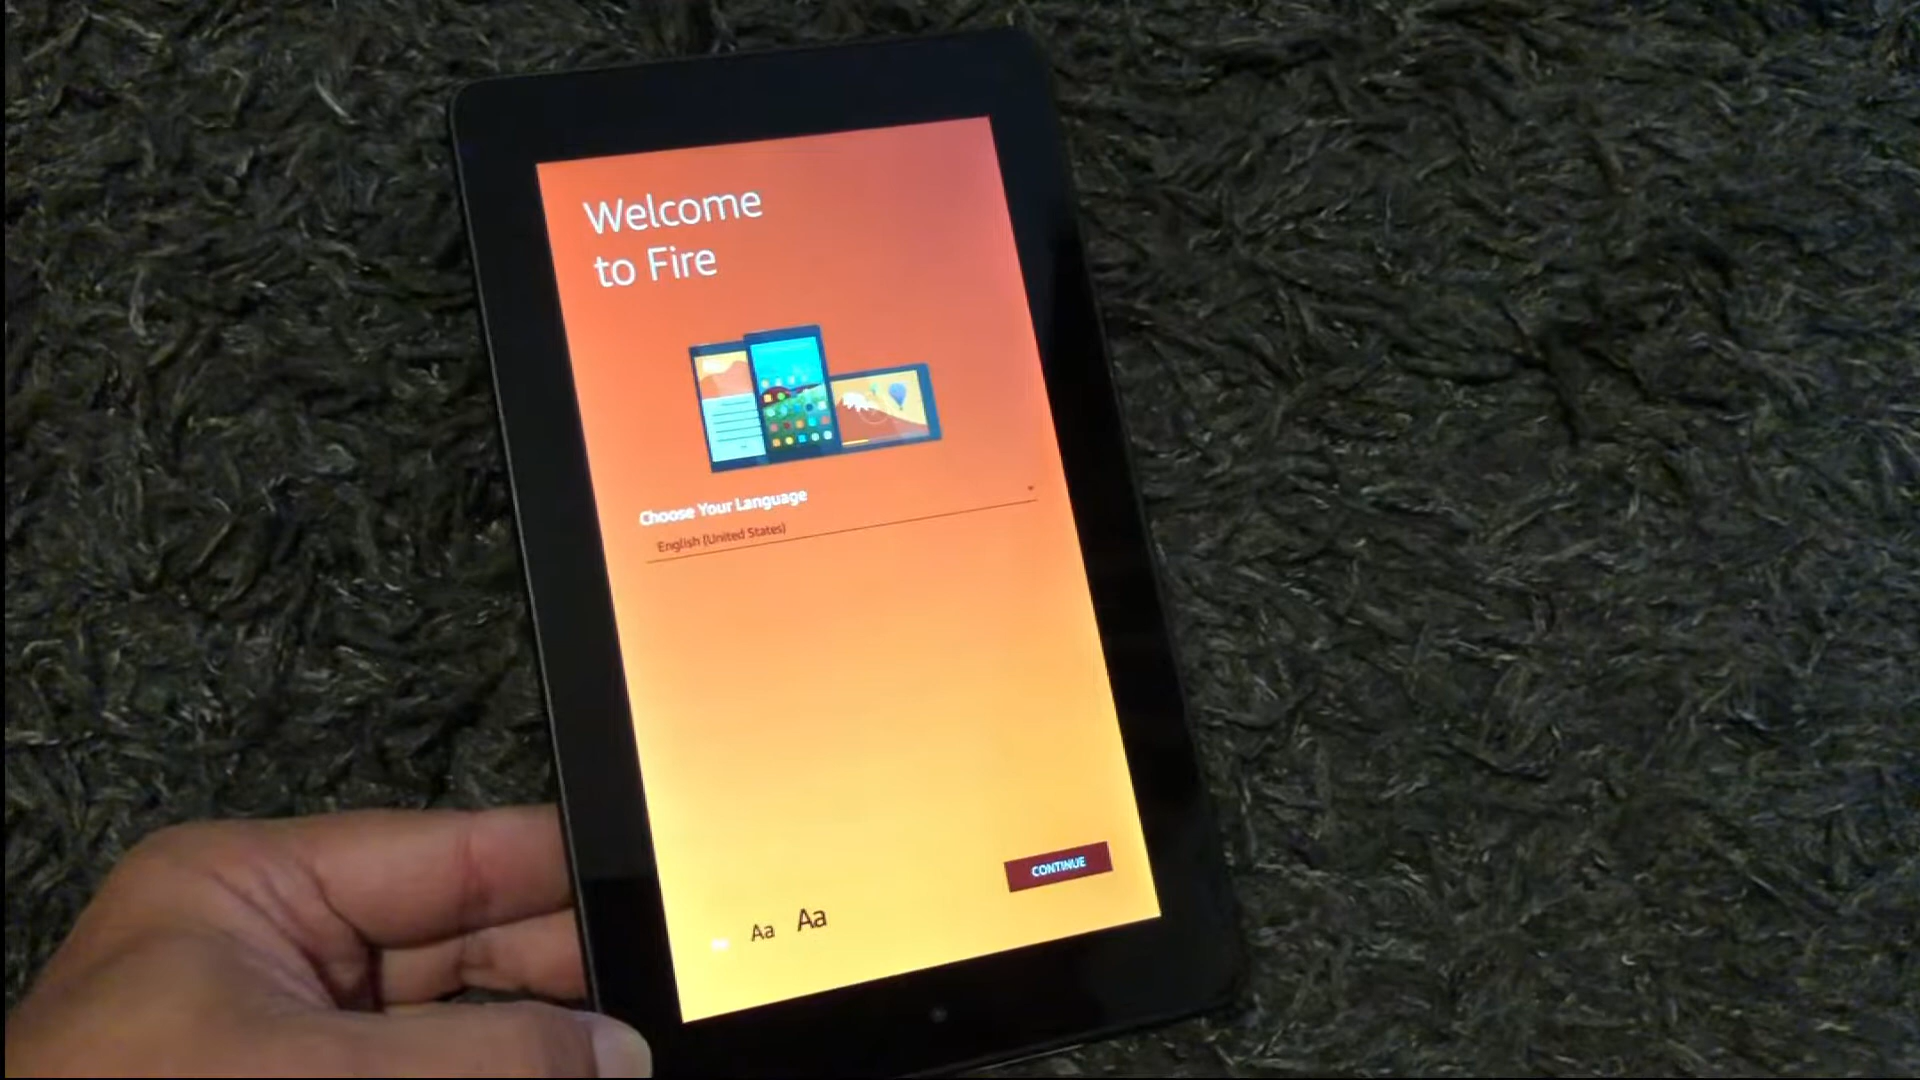 Welcome
to Fire
Choose Your Language
English (United States)
CONTINUE
Aa Aa